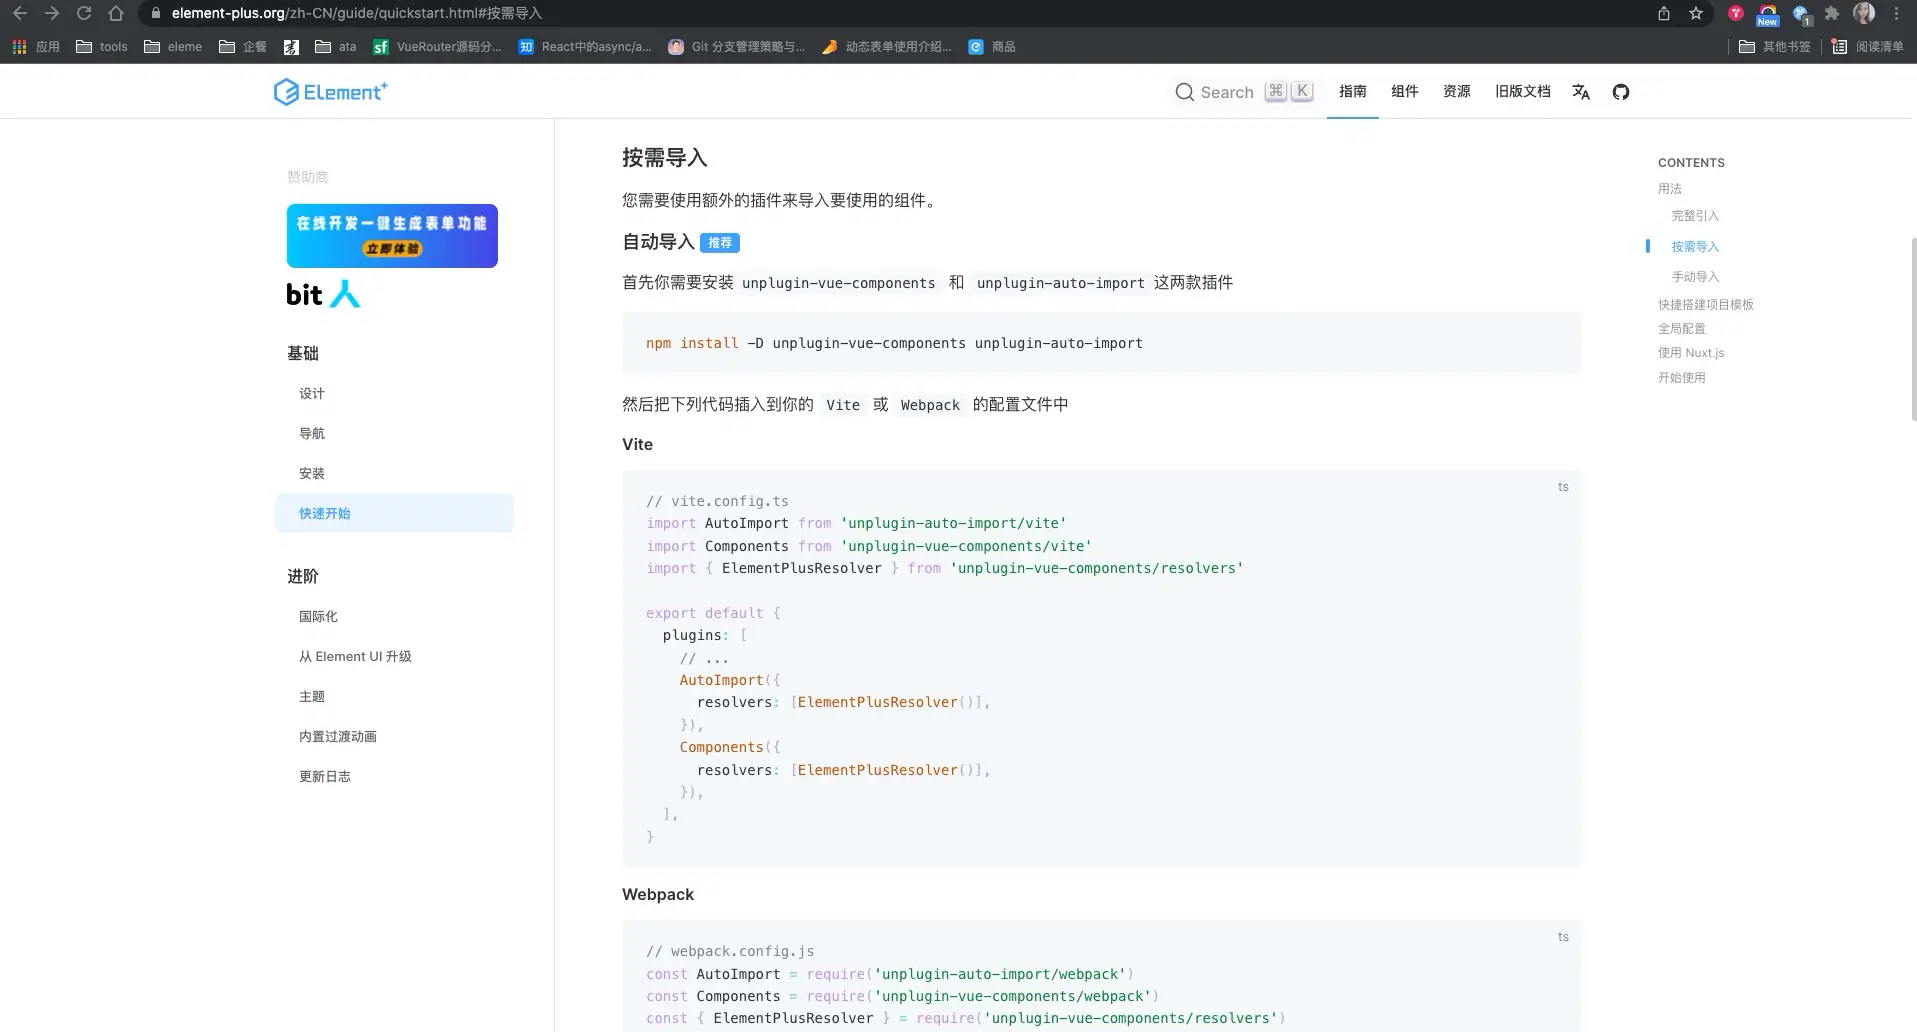 element-plus.org/zh-CN/guide/quickstart.html#按需导入
New
1
应用 tools eleme 企餐 ata sf VueRouter源码分... 知 React中的async/a... Git 分支管理策略与... 动态表单使用介绍... 商品 其他书签 阅读清单
Element+
Search ⌘ K 指南 组件 资源 旧版文档
赞助商
在线开发一键生成表单功能
立即体验
bit
基础
设计
导航
安装
快速开始
进阶
国际化
从 Element UI 升级
主题
内置过渡动画
更新日志
按需导入
您需要使用额外的插件来导入要使用的组件。
自动导入 推荐
首先你需要安装 unplugin-vue-components 和 unplugin-auto-import 这两款插件
npm install -D unplugin-vue-components unplugin-auto-import
然后把下列代码插入到你的 Vite 或 Webpack 的配置文件中
Vite
ts
// vite.config.ts
import AutoImport from 'unplugin-auto-import/vite'
import Components from 'unplugin-vue-components/vite'
import { ElementPlusResolver } from 'unplugin-vue-components/resolvers'
export default {
plugins: [
// ...
AutoImport({
resolvers: [ElementPlusResolver()],
}),
Components({
resolvers: [ElementPlusResolver()],
}),
],
}
Webpack
ts
// webpack.config.js
const AutoImport = require('unplugin-auto-import/webpack')
const Components = require('unplugin-vue-components/webpack')
const { ElementPlusResolver } = require('unplugin-vue-components/resolvers')
CONTENTS
用法
完整引入
按需导入
手动导入
快捷搭建项目模板
全局配置
使用 Nuxt.js
开始使用